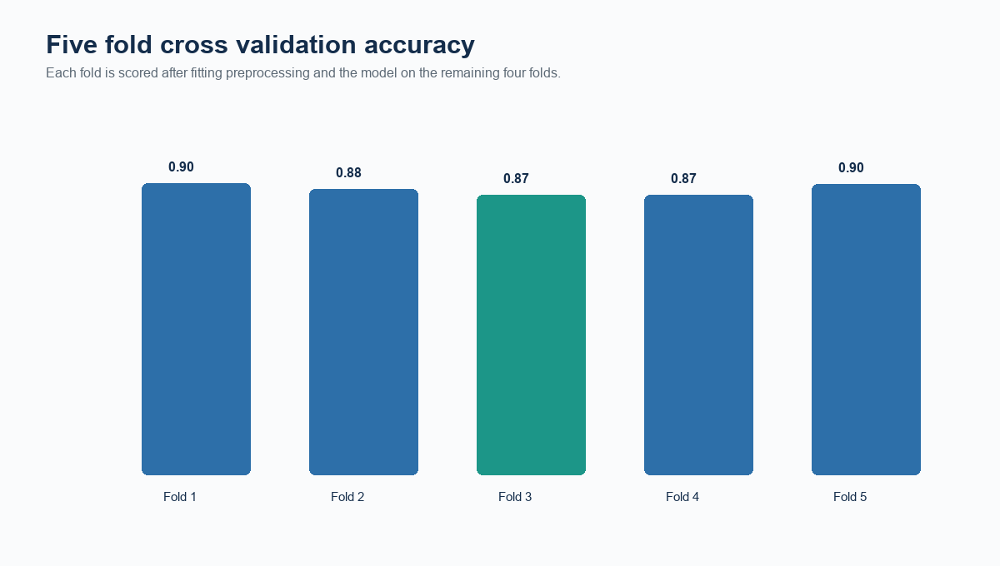 Five fold cross validation accuracy
Each fold is scored after fitting preprocessing and the model on the remaining four folds.
0.90
0.88
0.87
0.87
0.90
Fold 1
Fold 2
Fold 3
Fold 4
Fold 5